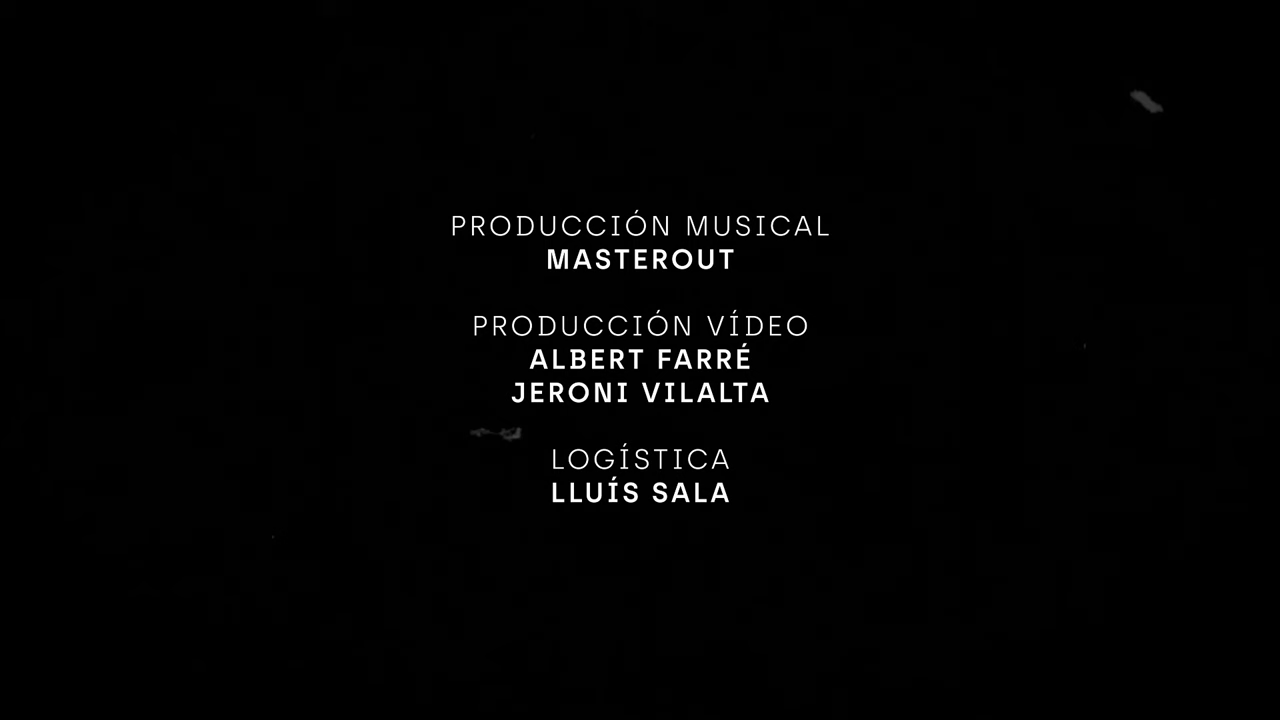 PRODUCCIÓN MUSICAL
MASTEROUT
PRODUCCIÓN VÍDEO
ALBERT FARRÉ
JERONI VILALTA
LOGÍSTICA
LLUÍS SALA